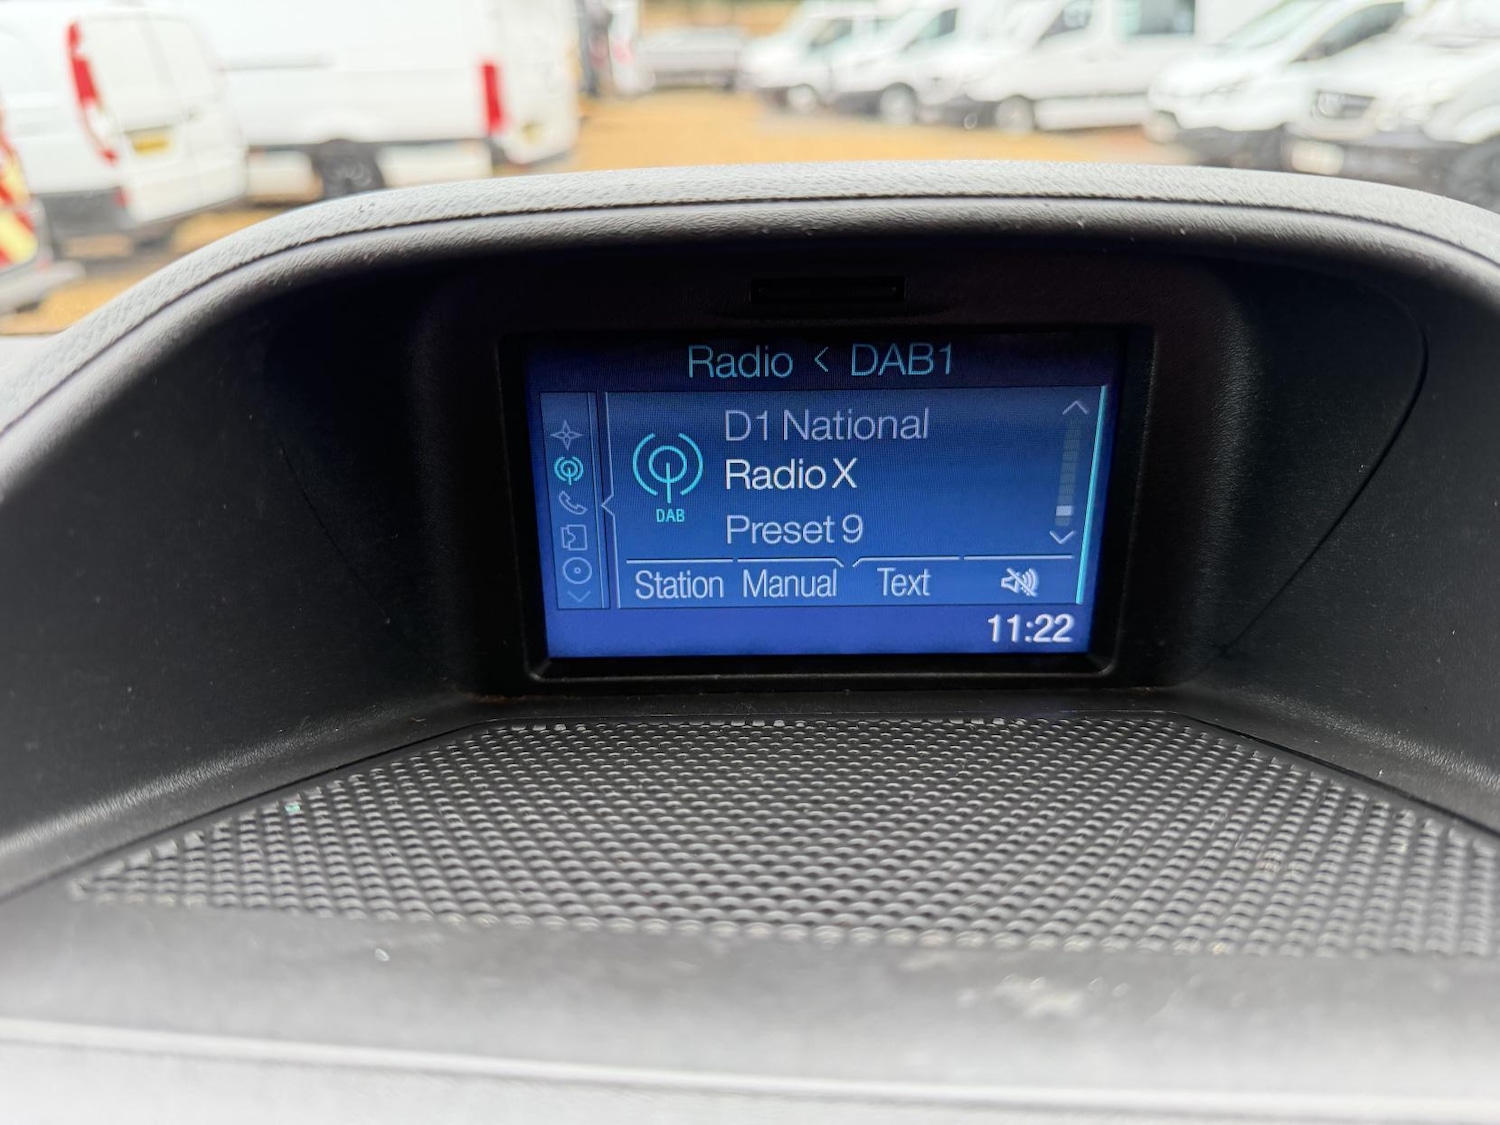 Radio < DAB1
D1 National
Radio X
DAB
Preset 9
Station Manual Text
11:22